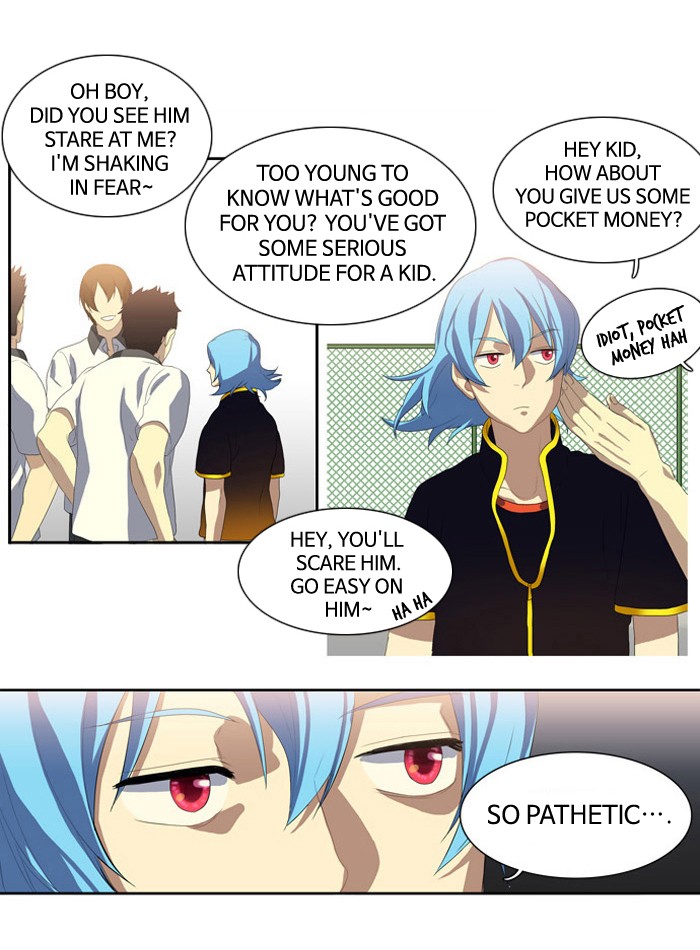 OH BOY,
DID YOU SEE HIM
STARE AT ME?
I'M SHAKING
IN FEAR~
TOO YOUNG TO
KNOW WHAT'S GOOD
FOR YOU? YOU'VE GOT
SOME SERIOUS
ATTITUDE FOR A KID.
HEY KID,
HOW ABOUT
YOU GIVE US SOME
POCKET MONEY?
IDIOT, POCKET
MONEY HAH
HEY, YOU'LL
SCARE HIM.
GO EASY ON
HIM~
HA HA
SO PATHETIC….